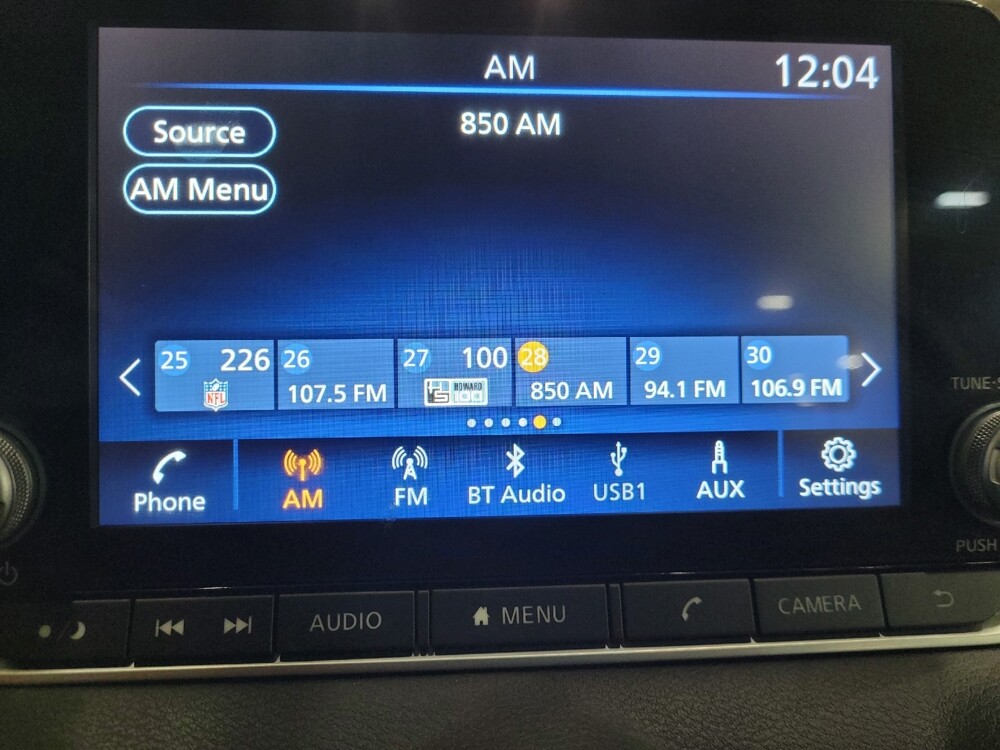 AM
12:04
Source
850 AM
AM Menu
25 226
NFL
26
107.5 FM
27 100
HOWARD
100
28
850 AM
29
94.1 FM
30
106.9 FM
Phone
AM
FM
BT Audio
USB1
AUX
Settings
TUNE-S
PUSH
AUDIO
MENU
CAMERA